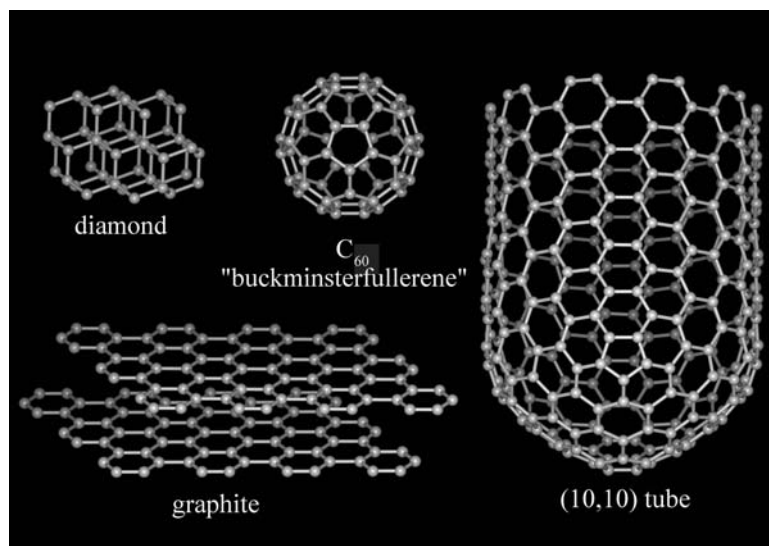 diamond
C₆₀
"buckminsterfullerene"
graphite
(10,10) tube